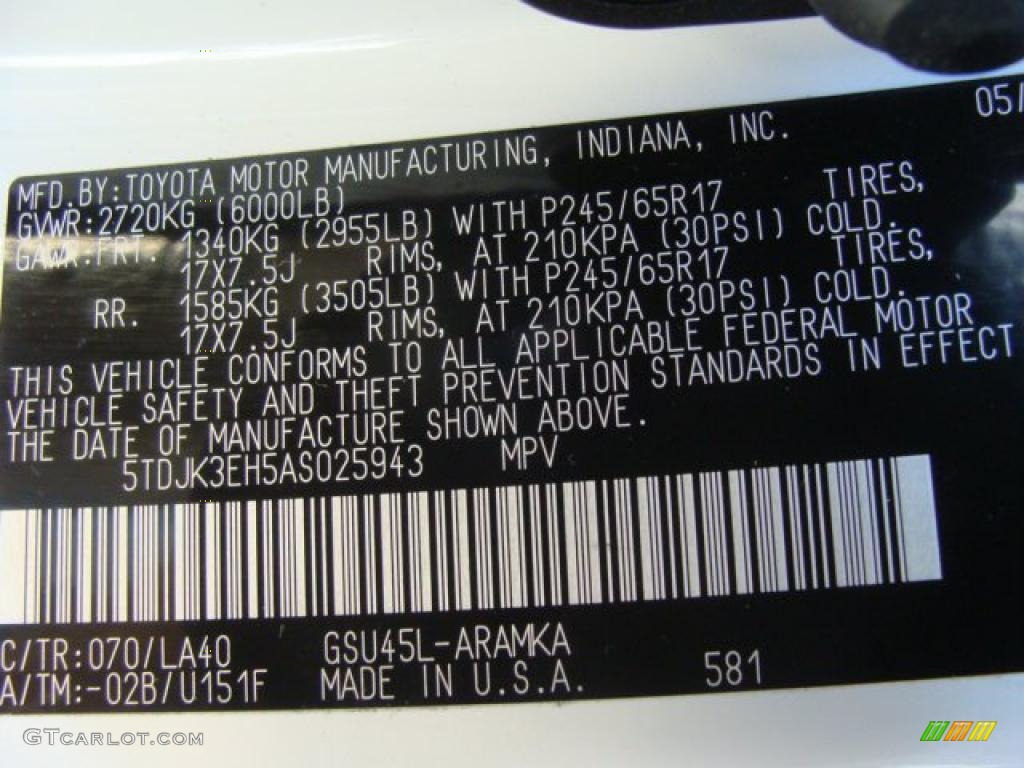 05/
MFD.BY:TOYOTA MOTOR MANUFACTURING, INDIANA, INC.
GVWR:2720KG (6000LB)
GAWR:FRT. 1340KG (2955LB) WITH P245/65R17 TIRES,
17X7.5J RIMS, AT 210KPA (30PSI) COLD.
RR. 1585KG (3505LB) WITH P245/65R17 TIRES,
17X7.5J RIMS, AT 210KPA (30PSI) COLD.
THIS VEHICLE CONFORMS TO ALL APPLICABLE FEDERAL MOTOR
VEHICLE SAFETY AND THEFT PREVENTION STANDARDS IN EFFECT
THE DATE OF MANUFACTURE SHOWN ABOVE.
5TDJK3EH5AS025943 MPV
C/TR:070/LA40 GSU45L-ARAMKA
A/TM:-02B/U151F MADE IN U.S.A. 581
GTCARLOT.COM